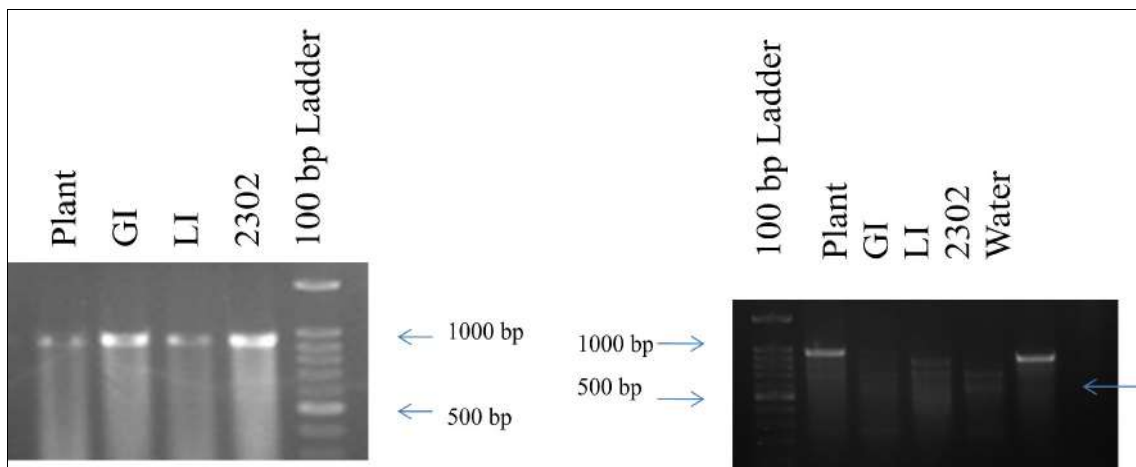 Plant
GI
LI
2302
100 bp Ladder
1000 bp
500 bp
100 bp Ladder
Plant
GI
LI
2302
Water
1000 bp
500 bp